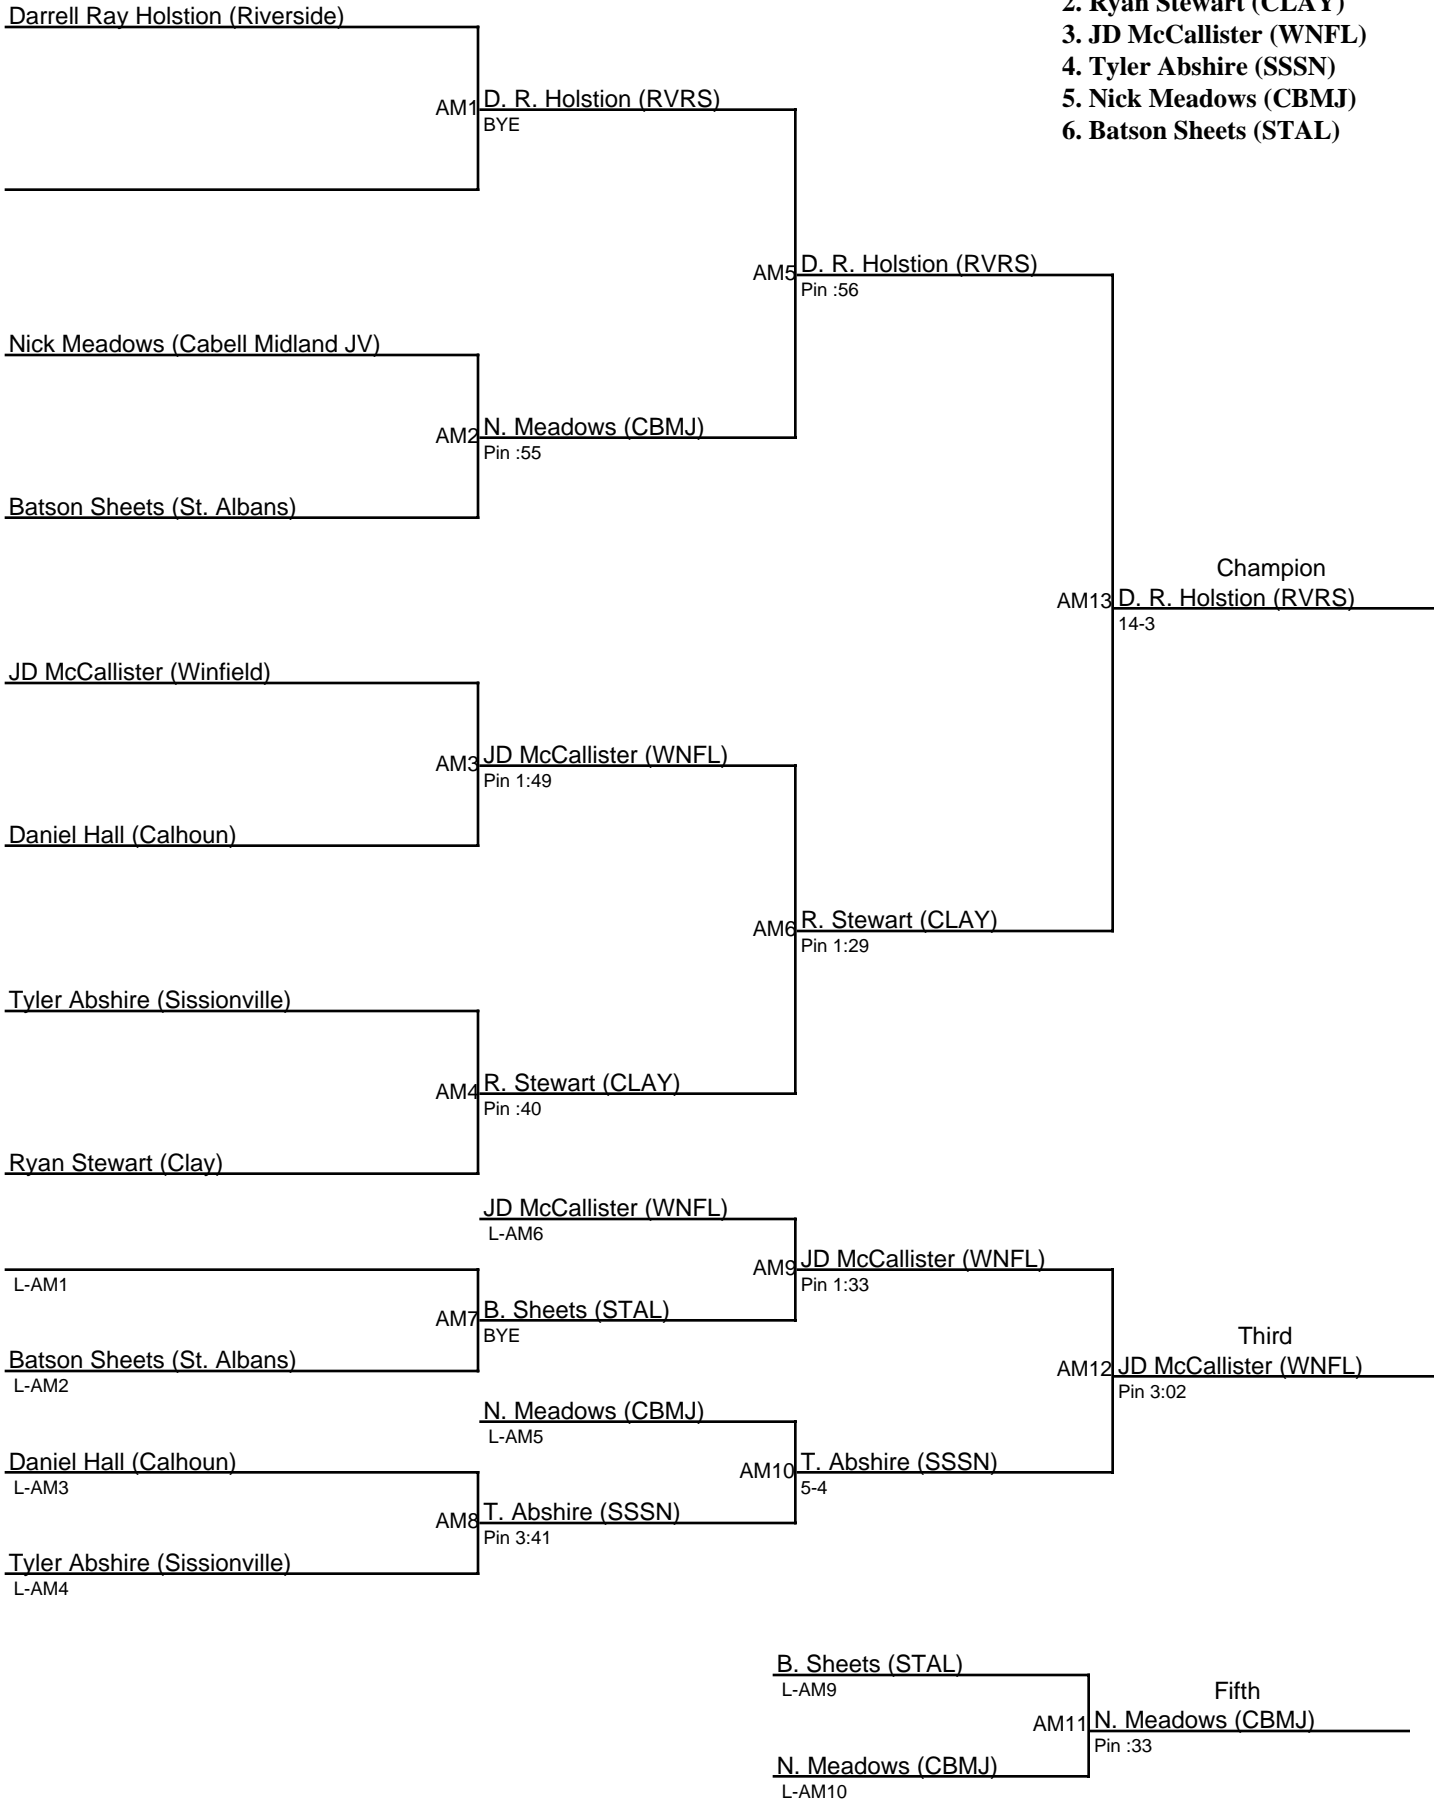 Darrell Ray Holstion (Riverside)
2. Ryan Stewart (CLAY)
3. JD McCallister (WNFL)
4. Tyler Abshire (SSSN)
5. Nick Meadows (CBMJ)
6. Batson Sheets (STAL)
AM1
D. R. Holstion (RVRS)
BYE
AM5
D. R. Holstion (RVRS)
Pin :56
Nick Meadows (Cabell Midland JV)
AM2
N. Meadows (CBMJ)
Pin :55
Batson Sheets (St. Albans)
Champion
AM13
D. R. Holstion (RVRS)
14-3
JD McCallister (Winfield)
AM3
JD McCallister (WNFL)
Pin 1:49
Daniel Hall (Calhoun)
AM6
R. Stewart (CLAY)
Pin 1:29
Tyler Abshire (Sissionville)
AM4
R. Stewart (CLAY)
Pin :40
Ryan Stewart (Clay)
JD McCallister (WNFL)
L-AM6
AM9
JD McCallister (WNFL)
Pin 1:33
L-AM1
AM7
B. Sheets (STAL)
BYE
Batson Sheets (St. Albans)
L-AM2
Third
AM12
JD McCallister (WNFL)
Pin 3:02
N. Meadows (CBMJ)
L-AM5
Daniel Hall (Calhoun)
L-AM3
AM10
T. Abshire (SSSN)
5-4
AM8
T. Abshire (SSSN)
Pin 3:41
Tyler Abshire (Sissionville)
L-AM4
B. Sheets (STAL)
L-AM9
Fifth
AM11
N. Meadows (CBMJ)
Pin :33
N. Meadows (CBMJ)
L-AM10